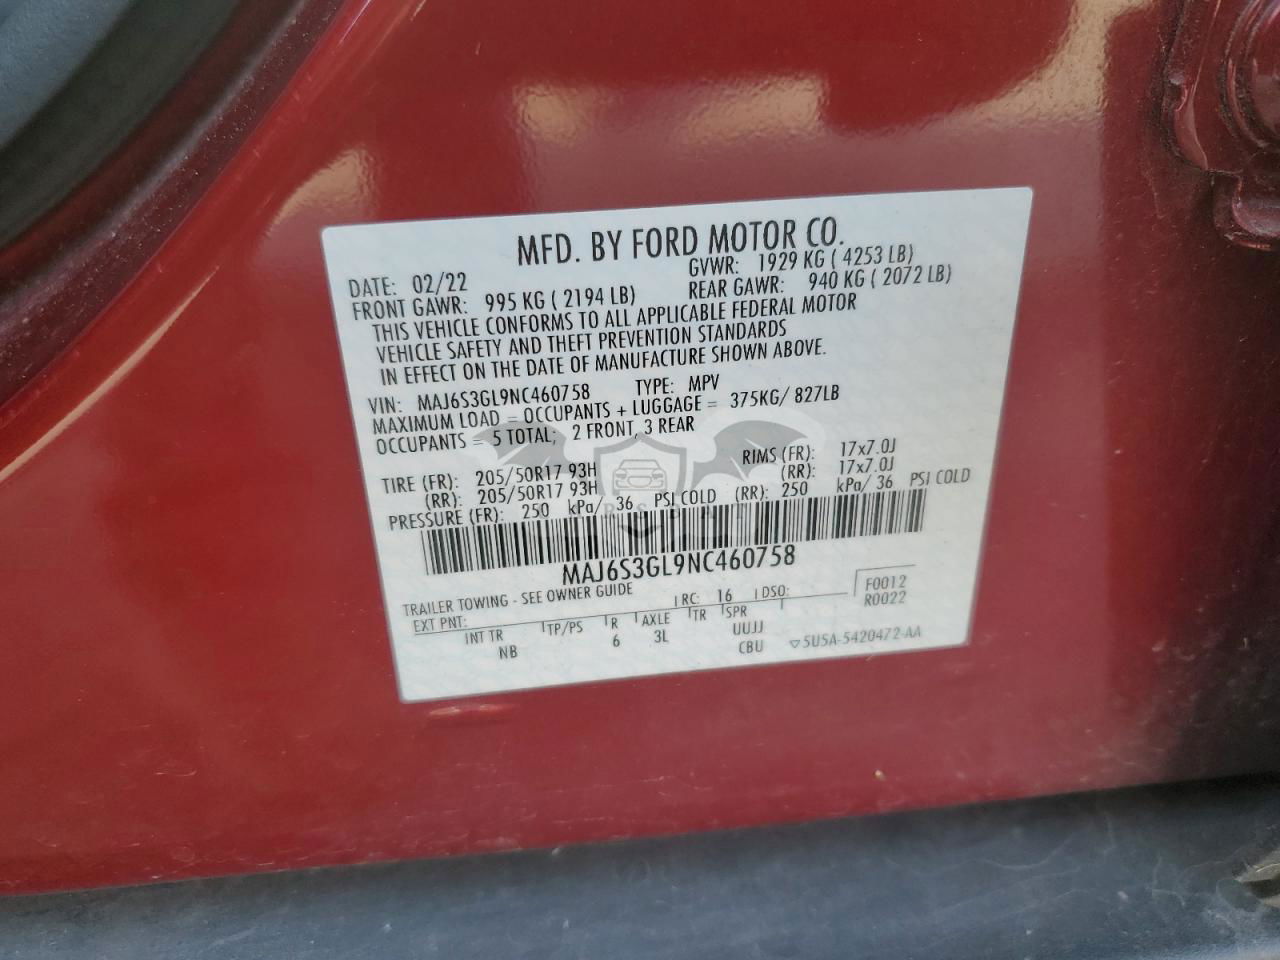 MFD. BY FORD MOTOR CO.
DATE: 02/22 GVWR: 1929 KG ( 4253 LB)
FRONT GAWR: 995 KG ( 2194 LB) REAR GAWR: 940 KG ( 2072 LB)
THIS VEHICLE CONFORMS TO ALL APPLICABLE FEDERAL MOTOR
VEHICLE SAFETY AND THEFT PREVENTION STANDARDS
IN EFFECT ON THE DATE OF MANUFACTURE SHOWN ABOVE.
VIN: MAJ6S3GL9NC460758 TYPE: MPV
MAXIMUM LOAD = OCCUPANTS + LUGGAGE = 375KG/ 827LB
OCCUPANTS = 5 TOTAL; 2 FRONT, 3 REAR
TIRE (FR): 205/50R17 93H RIMS (FR): 17x7.0J
(RR): 205/50R17 93H (RR): 17x7.0J
PRESSURE (FR): 250 kPa/ 36 PSI COLD (RR): 250 kPa/ 36 PSI COLD
MAJ6S3GL9NC460758
TRAILER TOWING - SEE OWNER GUIDE
EXT PNT: RC: 16 DSO: F0012
R0022
INT TR TP/PS R AXLE TR SPR
NB 6 3L UUJJ
CBU 5U5A-5420472-AA